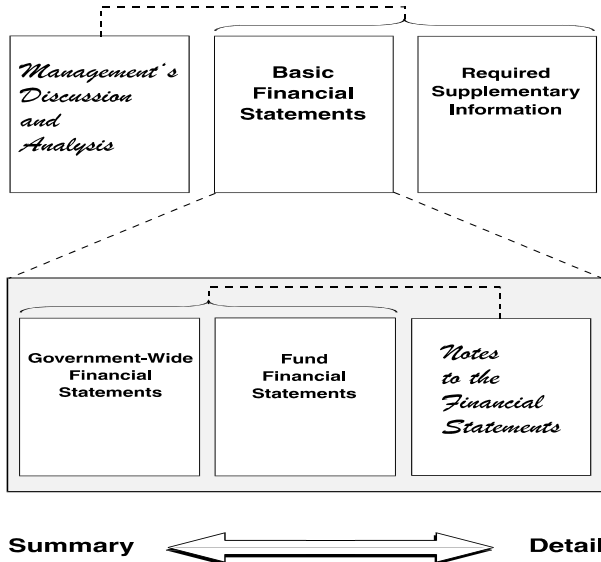 Management's
Discussion
and
Analysis
Basic
Financial
Statements
Required
Supplementary
Information
Government-Wide
Financial
Statements
Fund
Financial
Statements
Notes
to the
Financial
Statements
Summary
Detail